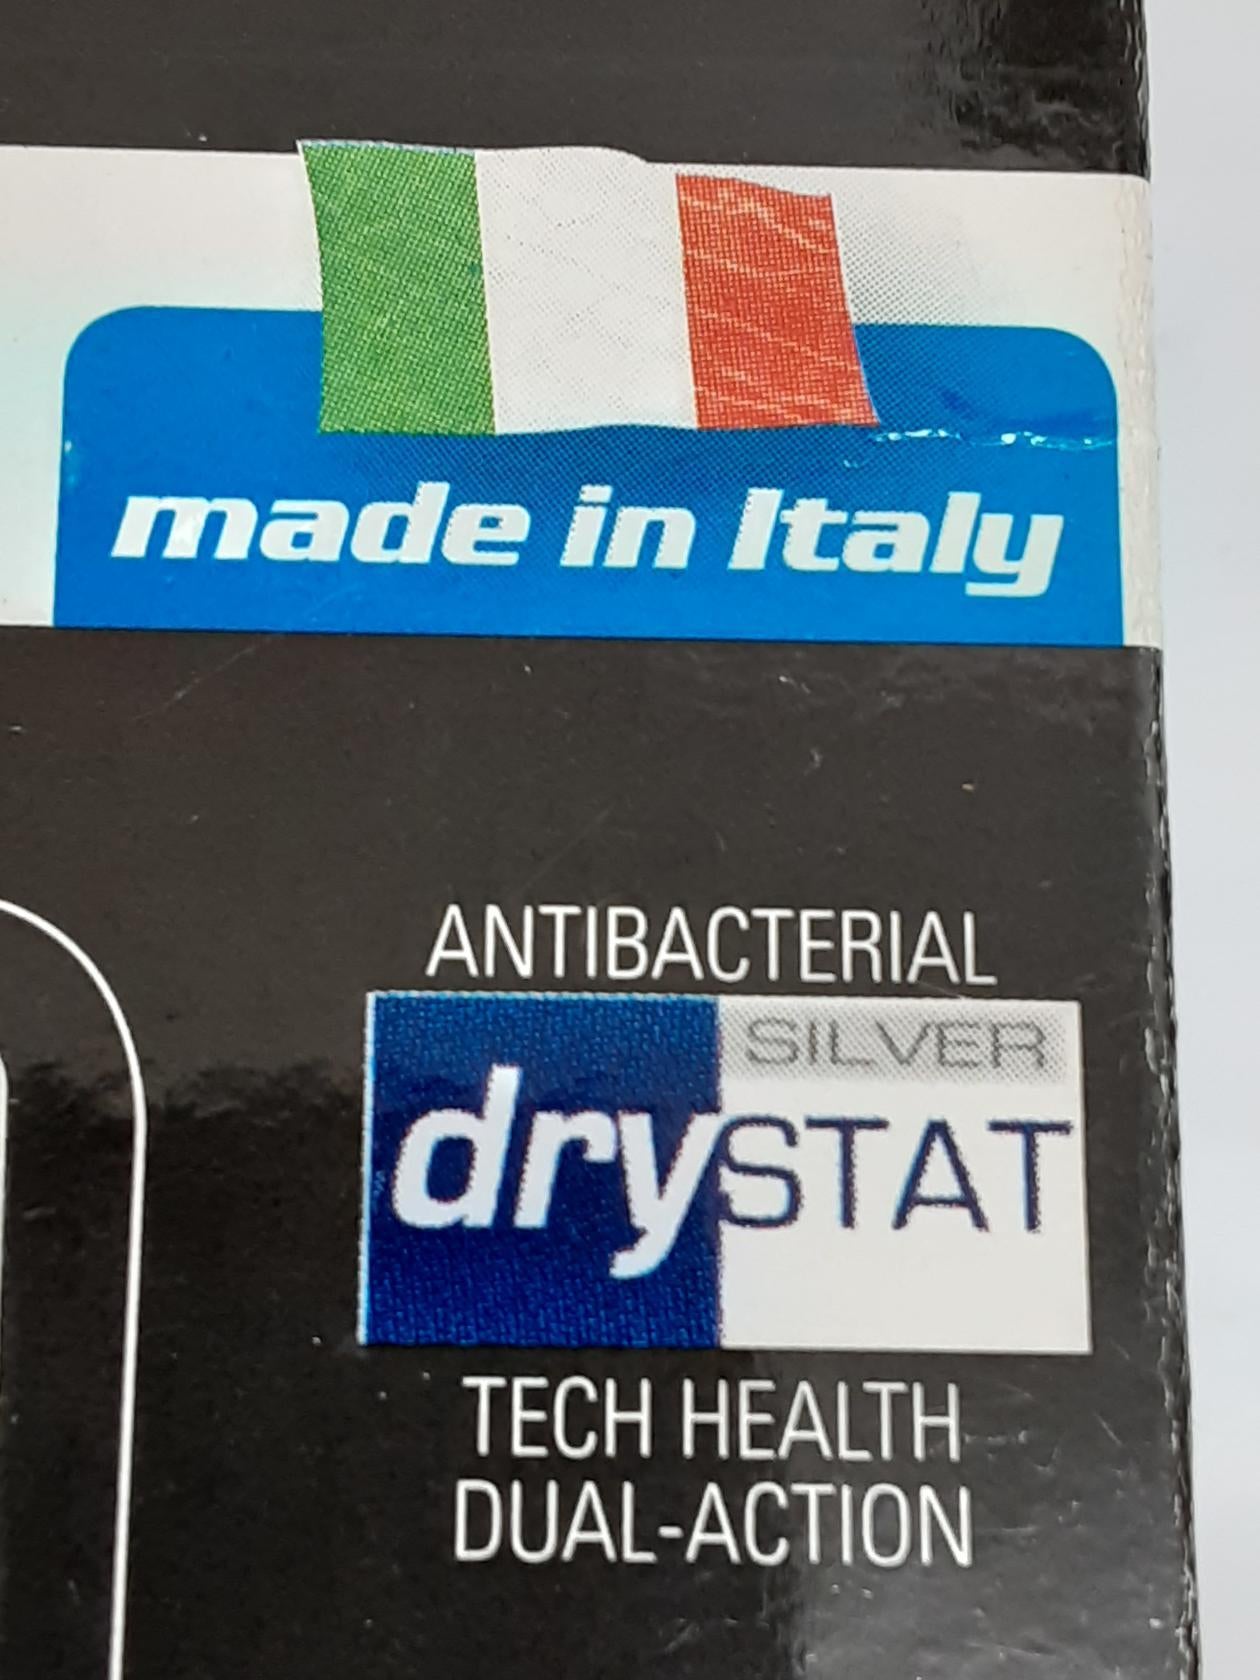 made in Italy
ANTIBACTERIAL
SILVER
drySTAT
TECH HEALTH
DUAL-ACTION